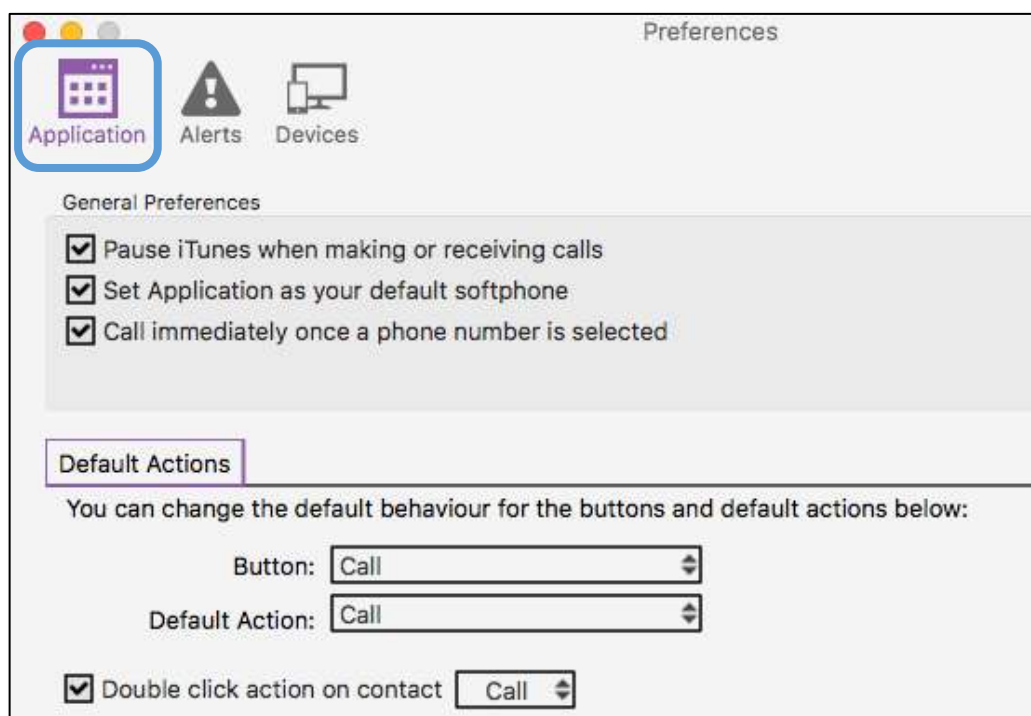 Preferences
Application Alerts Devices
General Preferences
Pause iTunes when making or receiving calls
Set Application as your default softphone
Call immediately once a phone number is selected
Default Actions
You can change the default behaviour for the buttons and default actions below:
Button: Call
Default Action: Call
Double click action on contact Call